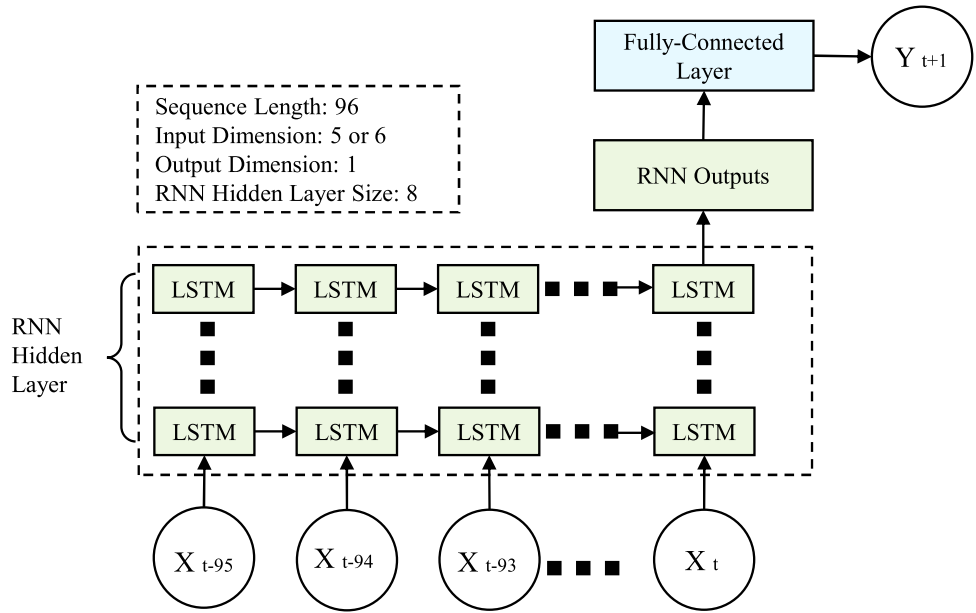 Fully-Connected
Layer
Y t+1
Sequence Length: 96
Input Dimension: 5 or 6
Output Dimension: 1
RNN Hidden Layer Size: 8
RNN Outputs
LSTM LSTM LSTM LSTM
RNN
Hidden
Layer
LSTM LSTM LSTM LSTM
X t-95 X t-94 X t-93 X t